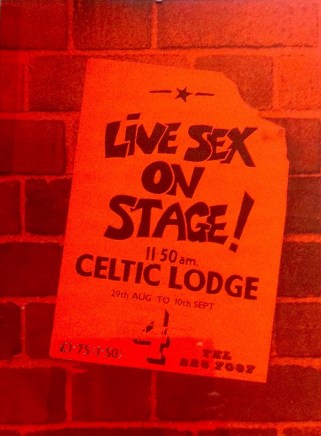 LIVE SEX
ON
STAGE!
11 50 am.
CELTIC LODGE
29th AUG TO 10th SEPT
4
TEL